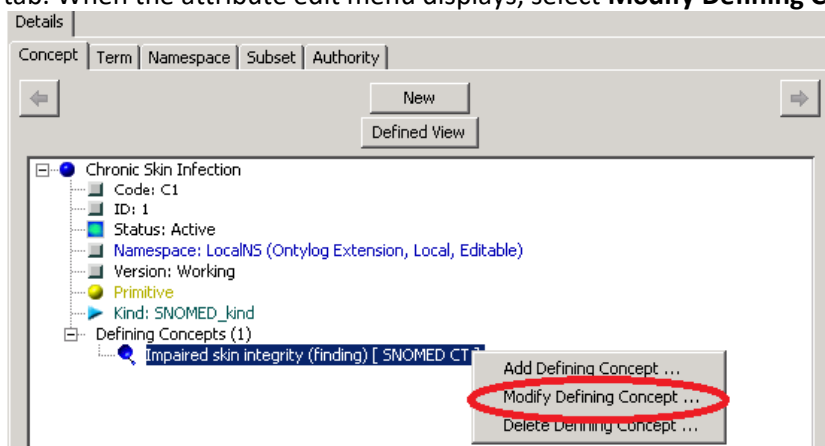 tab. When the attribute edit menu displays, select Modify Defining C
Details
Concept Term Namespace Subset Authority
New
Defined View
Chronic Skin Infection
Code: C1
ID: 1
Status: Active
Namespace: LocalNS (Ontylog Extension, Local, Editable)
Version: Working
Primitive
Kind: SNOMED_kind
Defining Concepts (1)
Impaired skin integrity (finding) [ SNOMED CT ]
Add Defining Concept ...
Modify Defining Concept ...
Delete Defining Concept ...